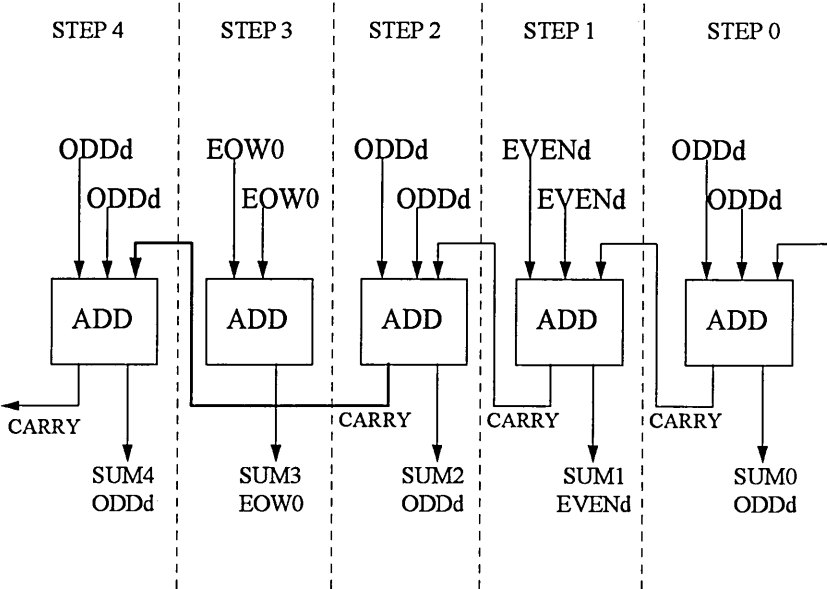 STEP 4 STEP 3 STEP 2 STEP 1 STEP 0
ODDd EOW0 ODDd EVENd ODDd
ODDd EOW0 ODDd EVENd ODDd
ADD ADD ADD ADD ADD
CARRY CARRY CARRY CARRY
SUM4 SUM3 SUM2 SUM1 SUM0
ODDd EOW0 ODDd EVENd ODDd